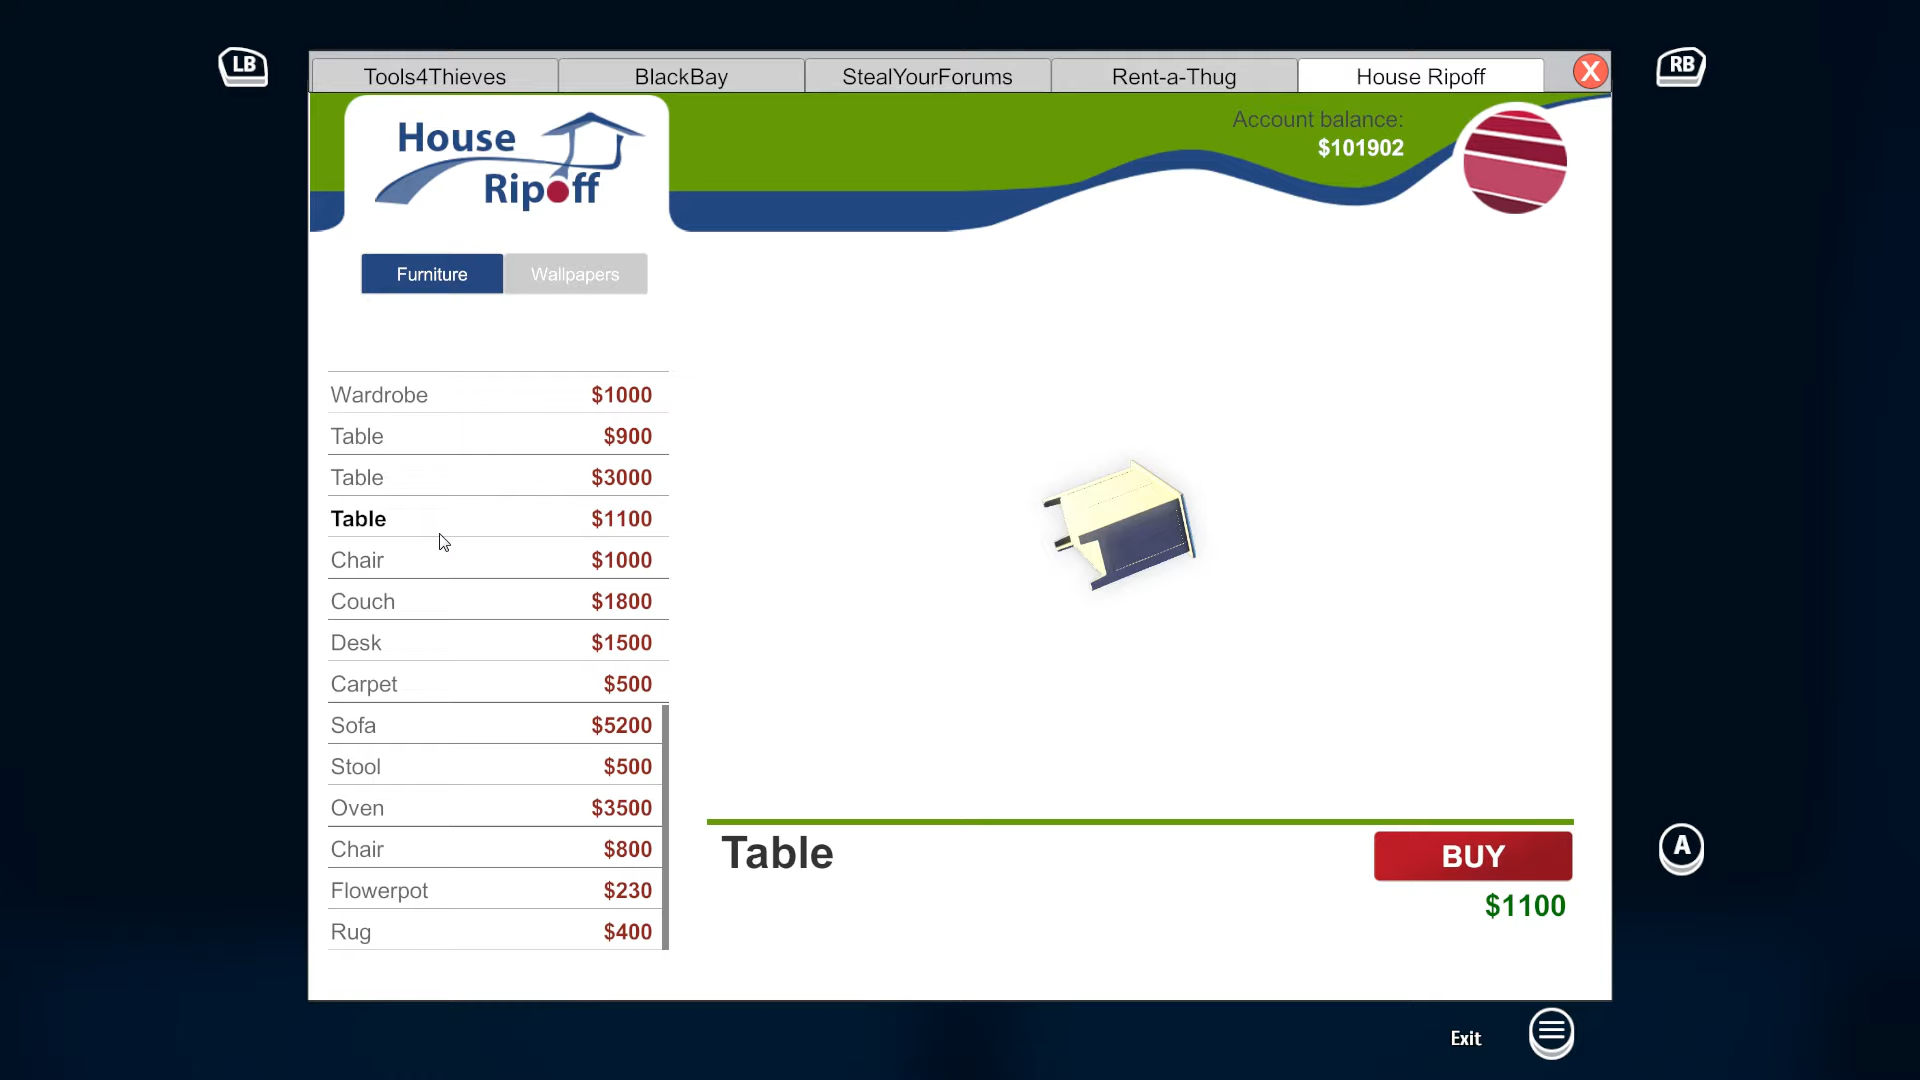 LB
RB
Tools4Thieves
BlackBay
StealYourForums
Rent-a-Thug
House Ripoff
X
House
Ripoff
Account balance:
$101902
Furniture
Wallpapers
Wardrobe $1000
Table $900
Table $3000
Table $1100
Chair $1000
Couch $1800
Desk $1500
Carpet $500
Sofa $5200
Stool $500
Oven $3500
Chair $800
Flowerpot $230
Rug $400
Table
BUY
$1100
A
Exit